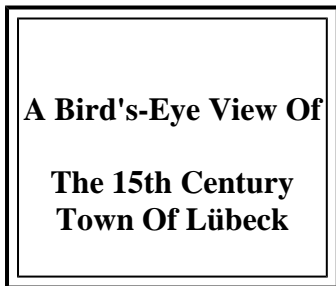 A Bird's-Eye View Of
The 15th Century
Town Of Lübeck